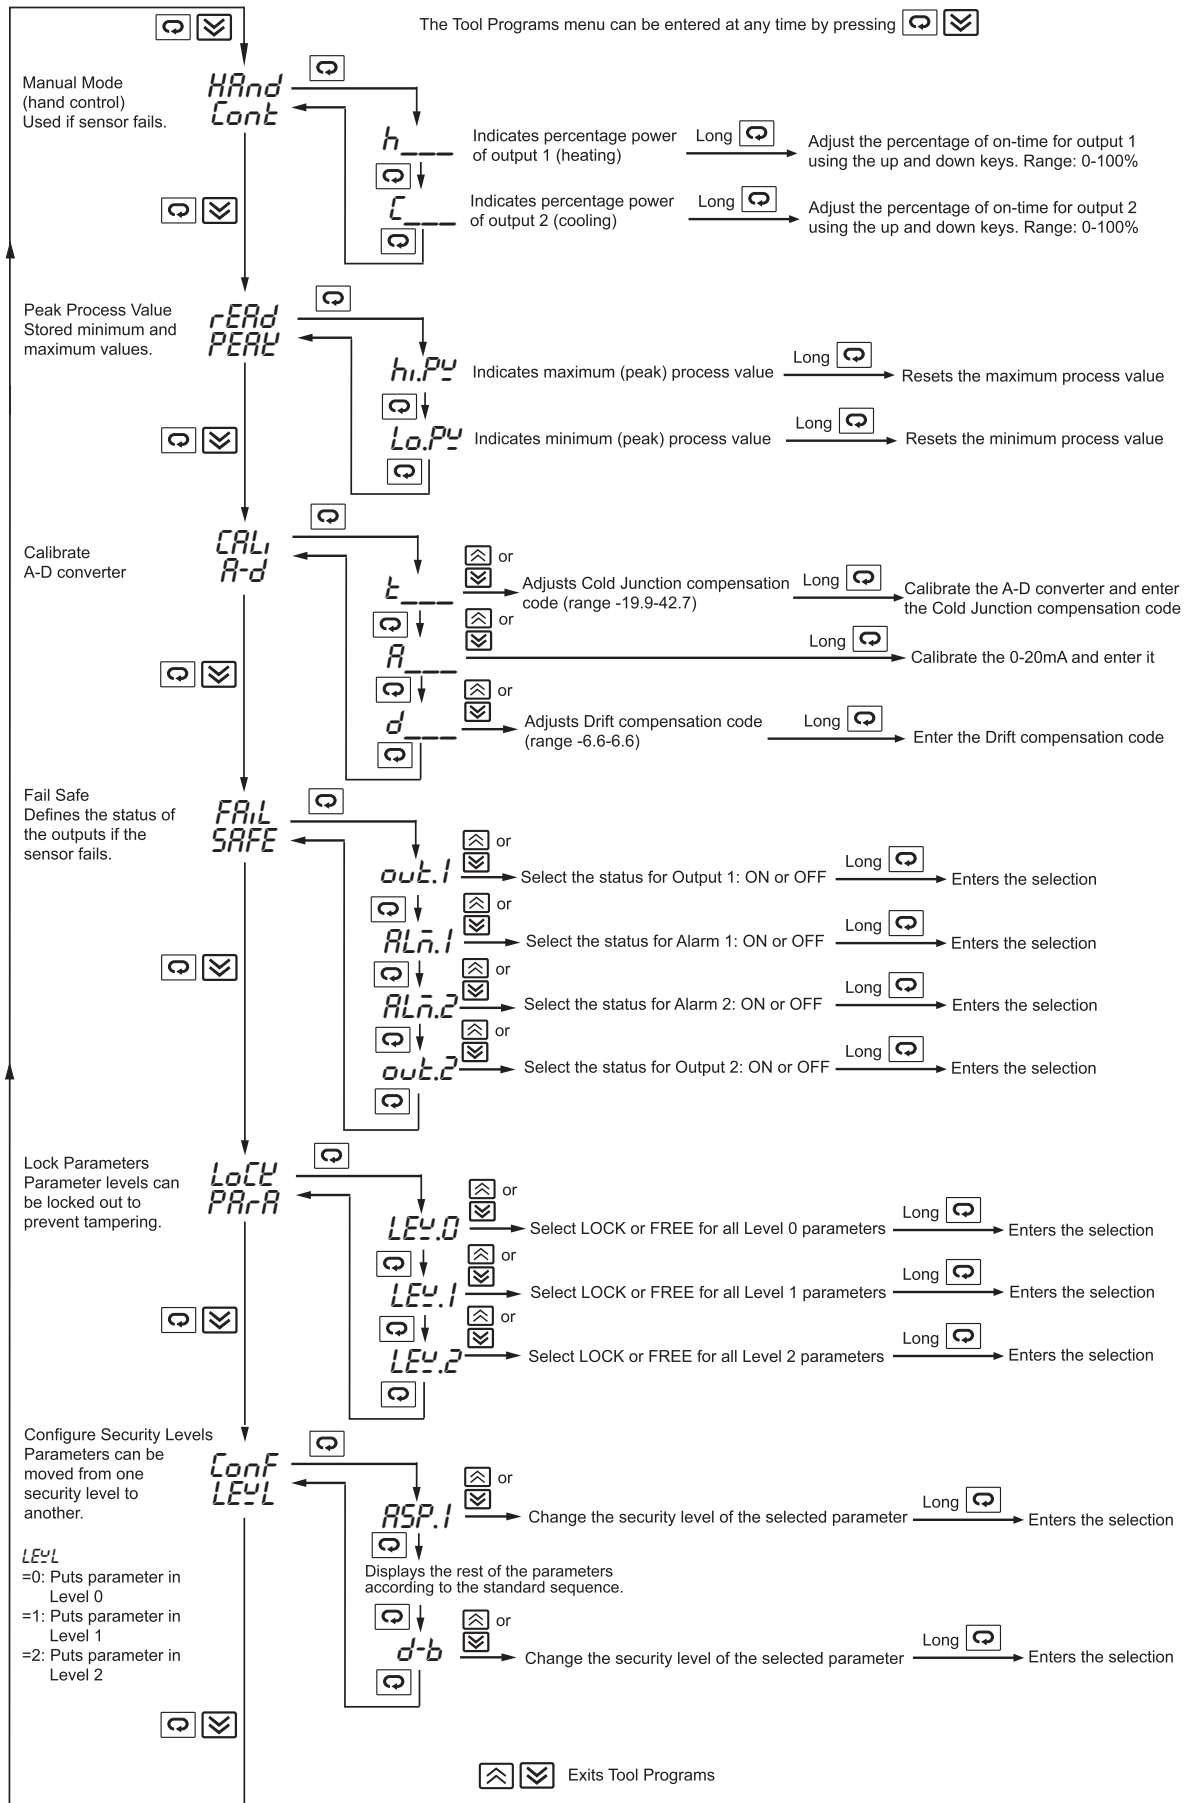 The Tool Programs menu can be entered at any time by pressing
Manual Mode
(hand control)
Used if sensor fails.
HAnd
Cont
h___
Indicates percentage power
of output 1 (heating)
Long
Adjust the percentage of on-time for output 1
using the up and down keys. Range: 0-100%
C___
Indicates percentage power
of output 2 (cooling)
Long
Adjust the percentage of on-time for output 2
using the up and down keys. Range: 0-100%
Peak Process Value
Stored minimum and
maximum values.
rEAd
PEAK
hi.PV
Indicates maximum (peak) process value
Long
Resets the maximum process value
Lo.PV
Indicates minimum (peak) process value
Long
Resets the minimum process value
Calibrate
A-D converter
CALi
A-d
t___
or
Adjusts Cold Junction compensation
code (range -19.9-42.7)
Long
Calibrate the A-D converter and enter
the Cold Junction compensation code
A___
or
Long
Calibrate the 0-20mA and enter it
d___
or
Adjusts Drift compensation code
(range -6.6-6.6)
Long
Enter the Drift compensation code
Fail Safe
Defines the status of
the outputs if the
sensor fails.
FAiL
SAFE
out.1
or
Select the status for Output 1: ON or OFF
Long
Enters the selection
ALM.1
or
Select the status for Alarm 1: ON or OFF
Long
Enters the selection
ALM.2
or
Select the status for Alarm 2: ON or OFF
Long
Enters the selection
out.2
or
Select the status for Output 2: ON or OFF
Long
Enters the selection
Lock Parameters
Parameter levels can
be locked out to
prevent tampering.
LoCK
PArA
LEV.0
or
Select LOCK or FREE for all Level 0 parameters
Long
Enters the selection
LEV.1
or
Select LOCK or FREE for all Level 1 parameters
Long
Enters the selection
LEV.2
or
Select LOCK or FREE for all Level 2 parameters
Long
Enters the selection
Configure Security Levels
Parameters can be
moved from one
security level to
another.
ConF
LEVL
ASP.1
or
Change the security level of the selected parameter
Long
Enters the selection
Displays the rest of the parameters
according to the standard sequence.
LEVL
=0: Puts parameter in
Level 0
=1: Puts parameter in
Level 1
=2: Puts parameter in
Level 2
d-b
or
Change the security level of the selected parameter
Long
Enters the selection
Exits Tool Programs